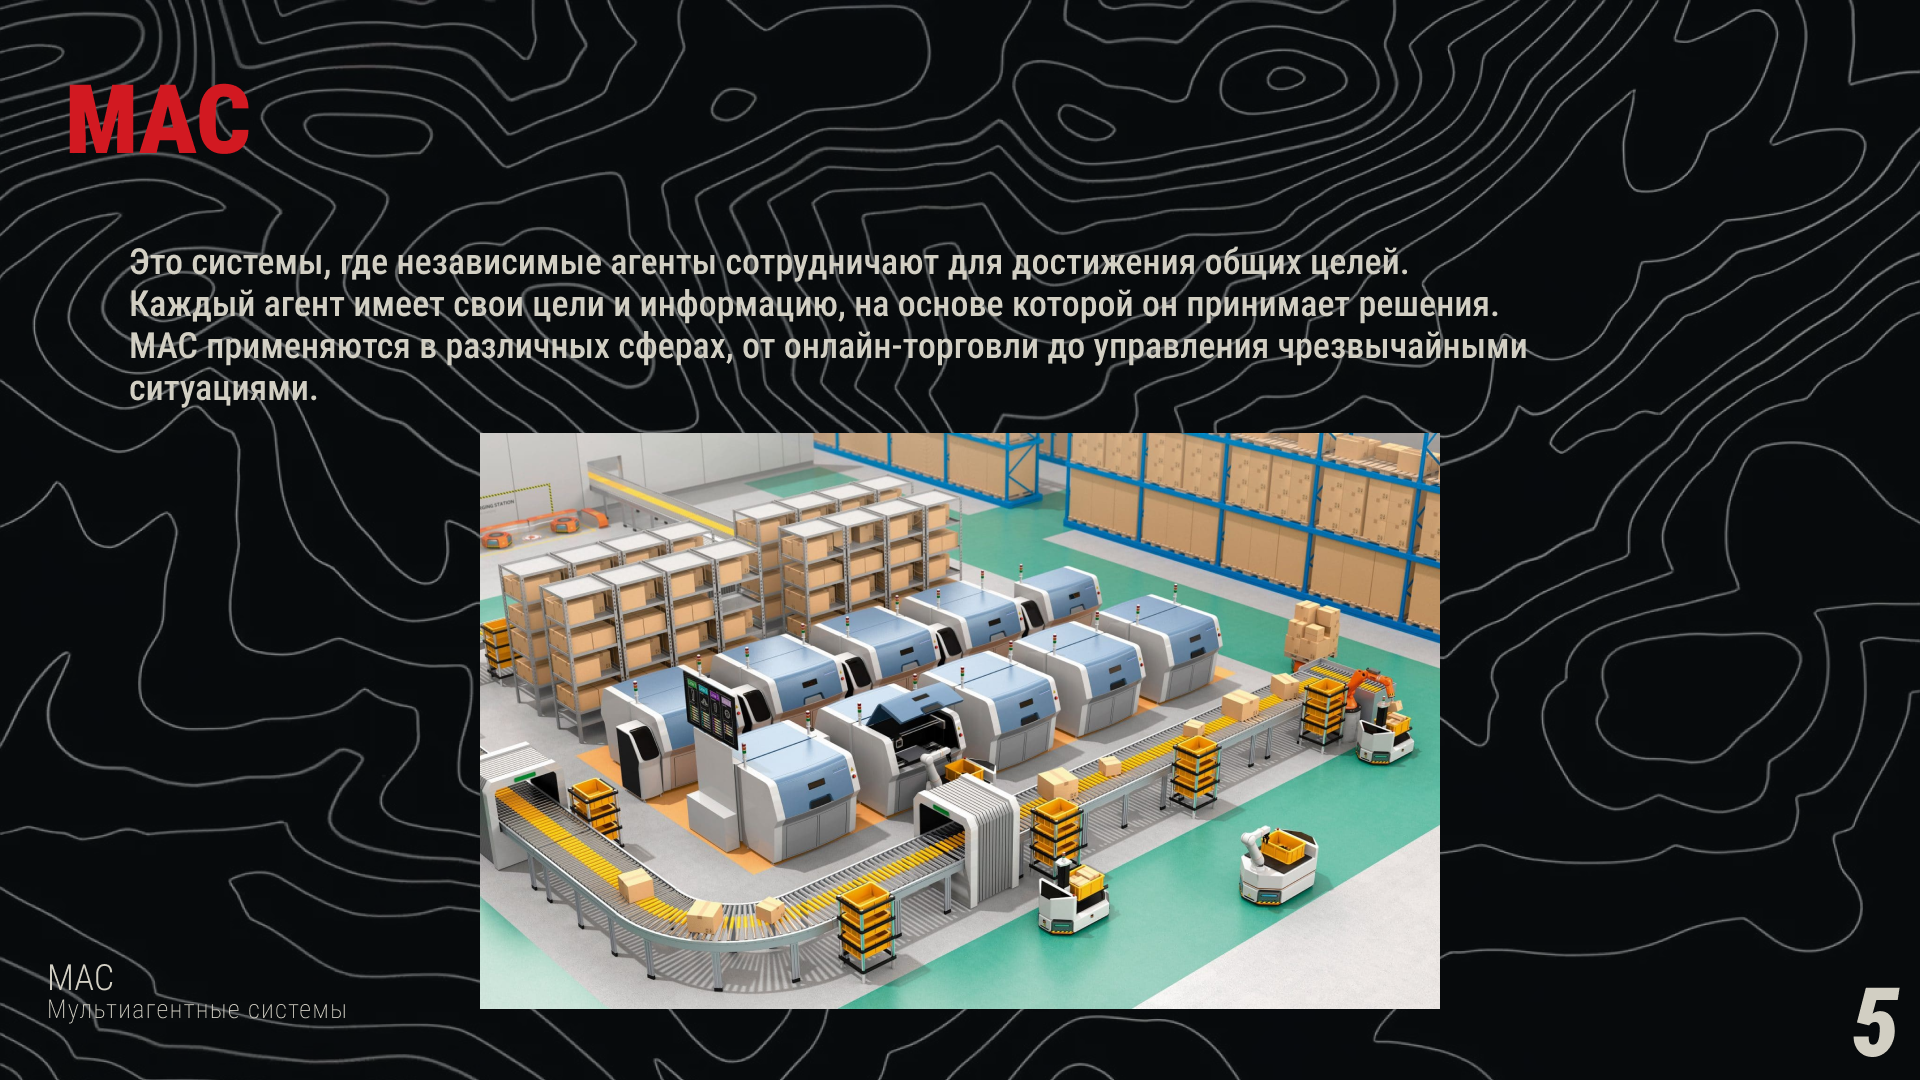 МАС
Это системы, где независимые агенты сотрудничают для достижения общих целей.
Каждый агент имеет свои цели и информацию, на основе которой он принимает решения.
МАС применяются в различных сферах, от онлайн-торговли до управления чрезвычайными
ситуациями.
МАС
Мультиагентные системы
5